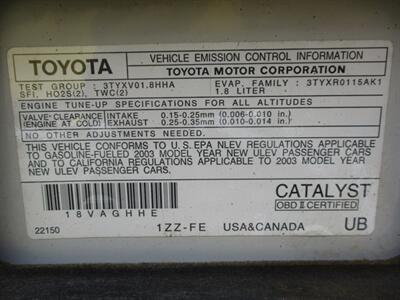 TOYOTA
VEHICLE EMISSION CONTROL INFORMATION
TOYOTA MOTOR CORPORATION
TEST GROUP : 3TYXV01.8HHA EVAP. FAMILY : 3TYXR0115AK1
SFI, HO2S(2), TWC(2) 1.8 LITER
ENGINE TUNE-UP SPECIFICATIONS FOR ALL ALTITUDES
VALVE CLEARANCE INTAKE 0.15-0.25mm (0.006-0.010 in.)
(ENGINE AT COLD) EXHAUST 0.25-0.35mm (0.010-0.014 in.)
NO OTHER ADJUSTMENTS NEEDED.
THIS VEHICLE CONFORMS TO U.S.EPA NLEV REGULATIONS APPLICABLE
TO GASOLINE-FUELED 2003 MODEL YEAR NEW ULEV PASSENGER CARS
AND TO CALIFORNIA REGULATIONS APPLICABLE TO 2003 MODEL YEAR
NEW ULEV PASSENGER CARS.
CATALYST
OBD II CERTIFIED
18VAGHHE
22150 1ZZ-FE USA&CANADA UB